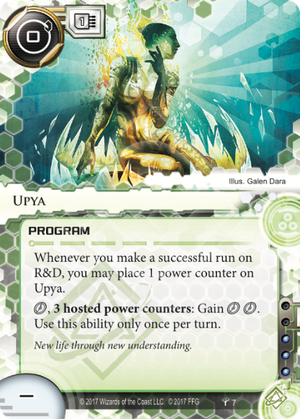 0
1
Illus. Galen Dara
UPYA
PROGRAM
Whenever you make a successful run on
R&D, you may place 1 power counter on
Upya.
, 3 hosted power counters: Gain .
Use this ability only once per turn.
New life through new understanding.
–
© 2017 Wizards of the Coast LLC. © 2017 FFG
7